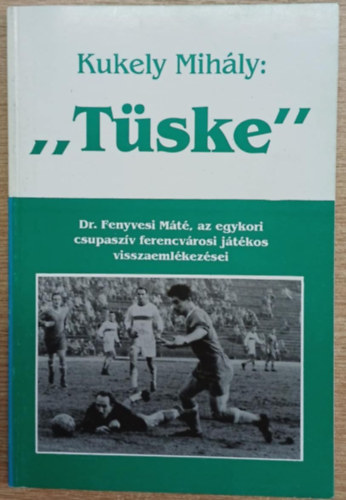 Kukely Mihály:
„Tüske”
Dr. Fenyvesi Máté, az egykori
csupaszív ferencvárosi játékos
visszaemlékezései